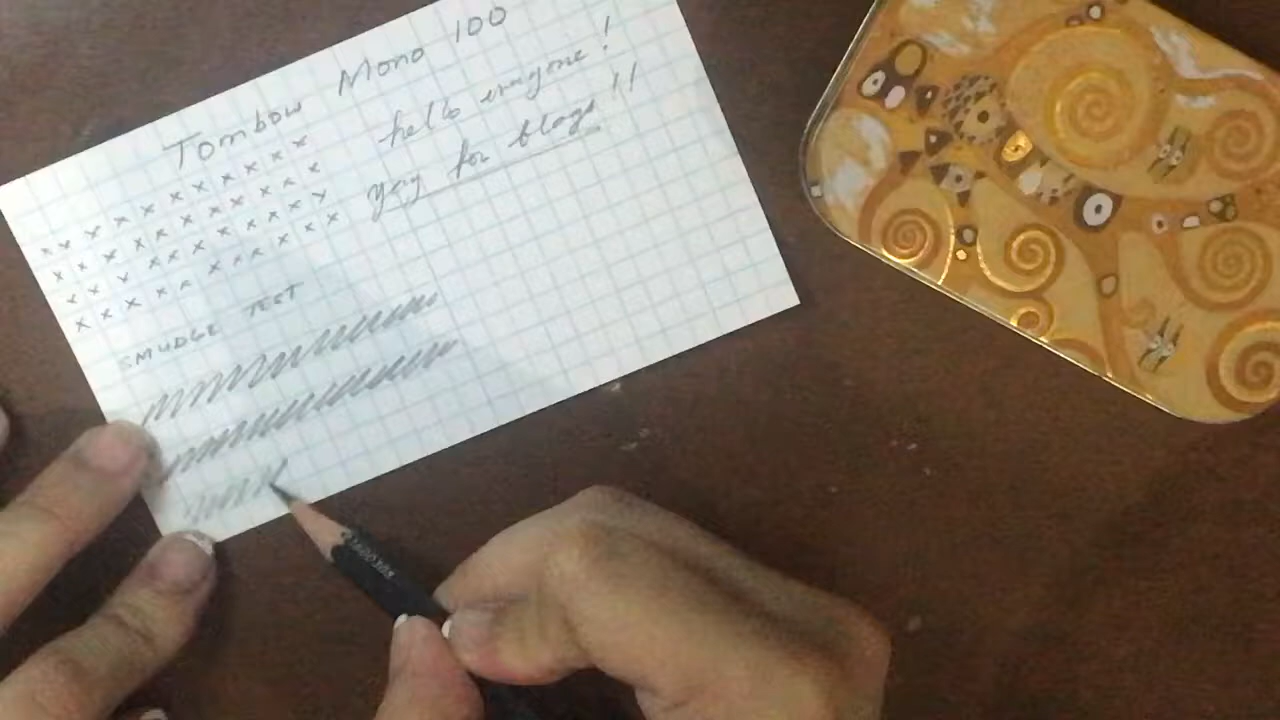 Tombow Mono 100
x x x x x x x x x x
hello everyone!
yay for blogs!!
SMUDGE TEST